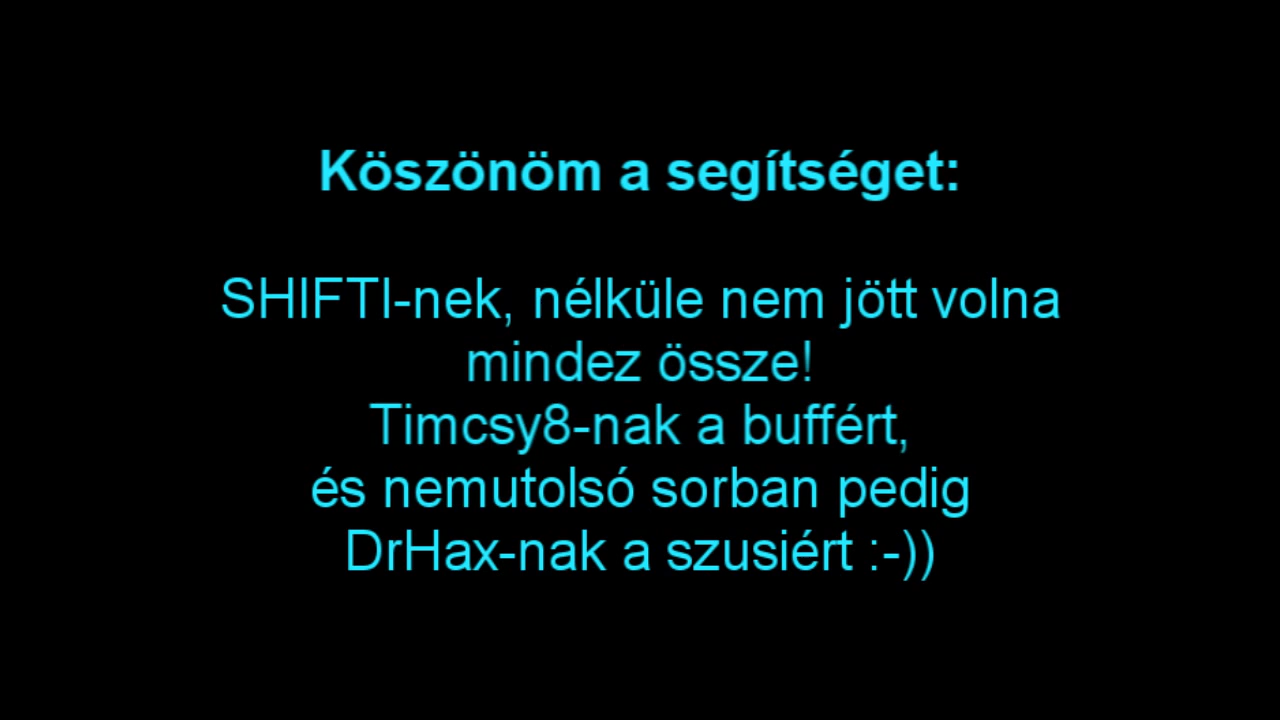 Köszönöm a segítséget:
SHIFTI-nek, nélküle nem jött volna
mindez össze!
Timcsy8-nak a buffért,
és nemutolsó sorban pedig
DrHax-nak a szusiért :-))